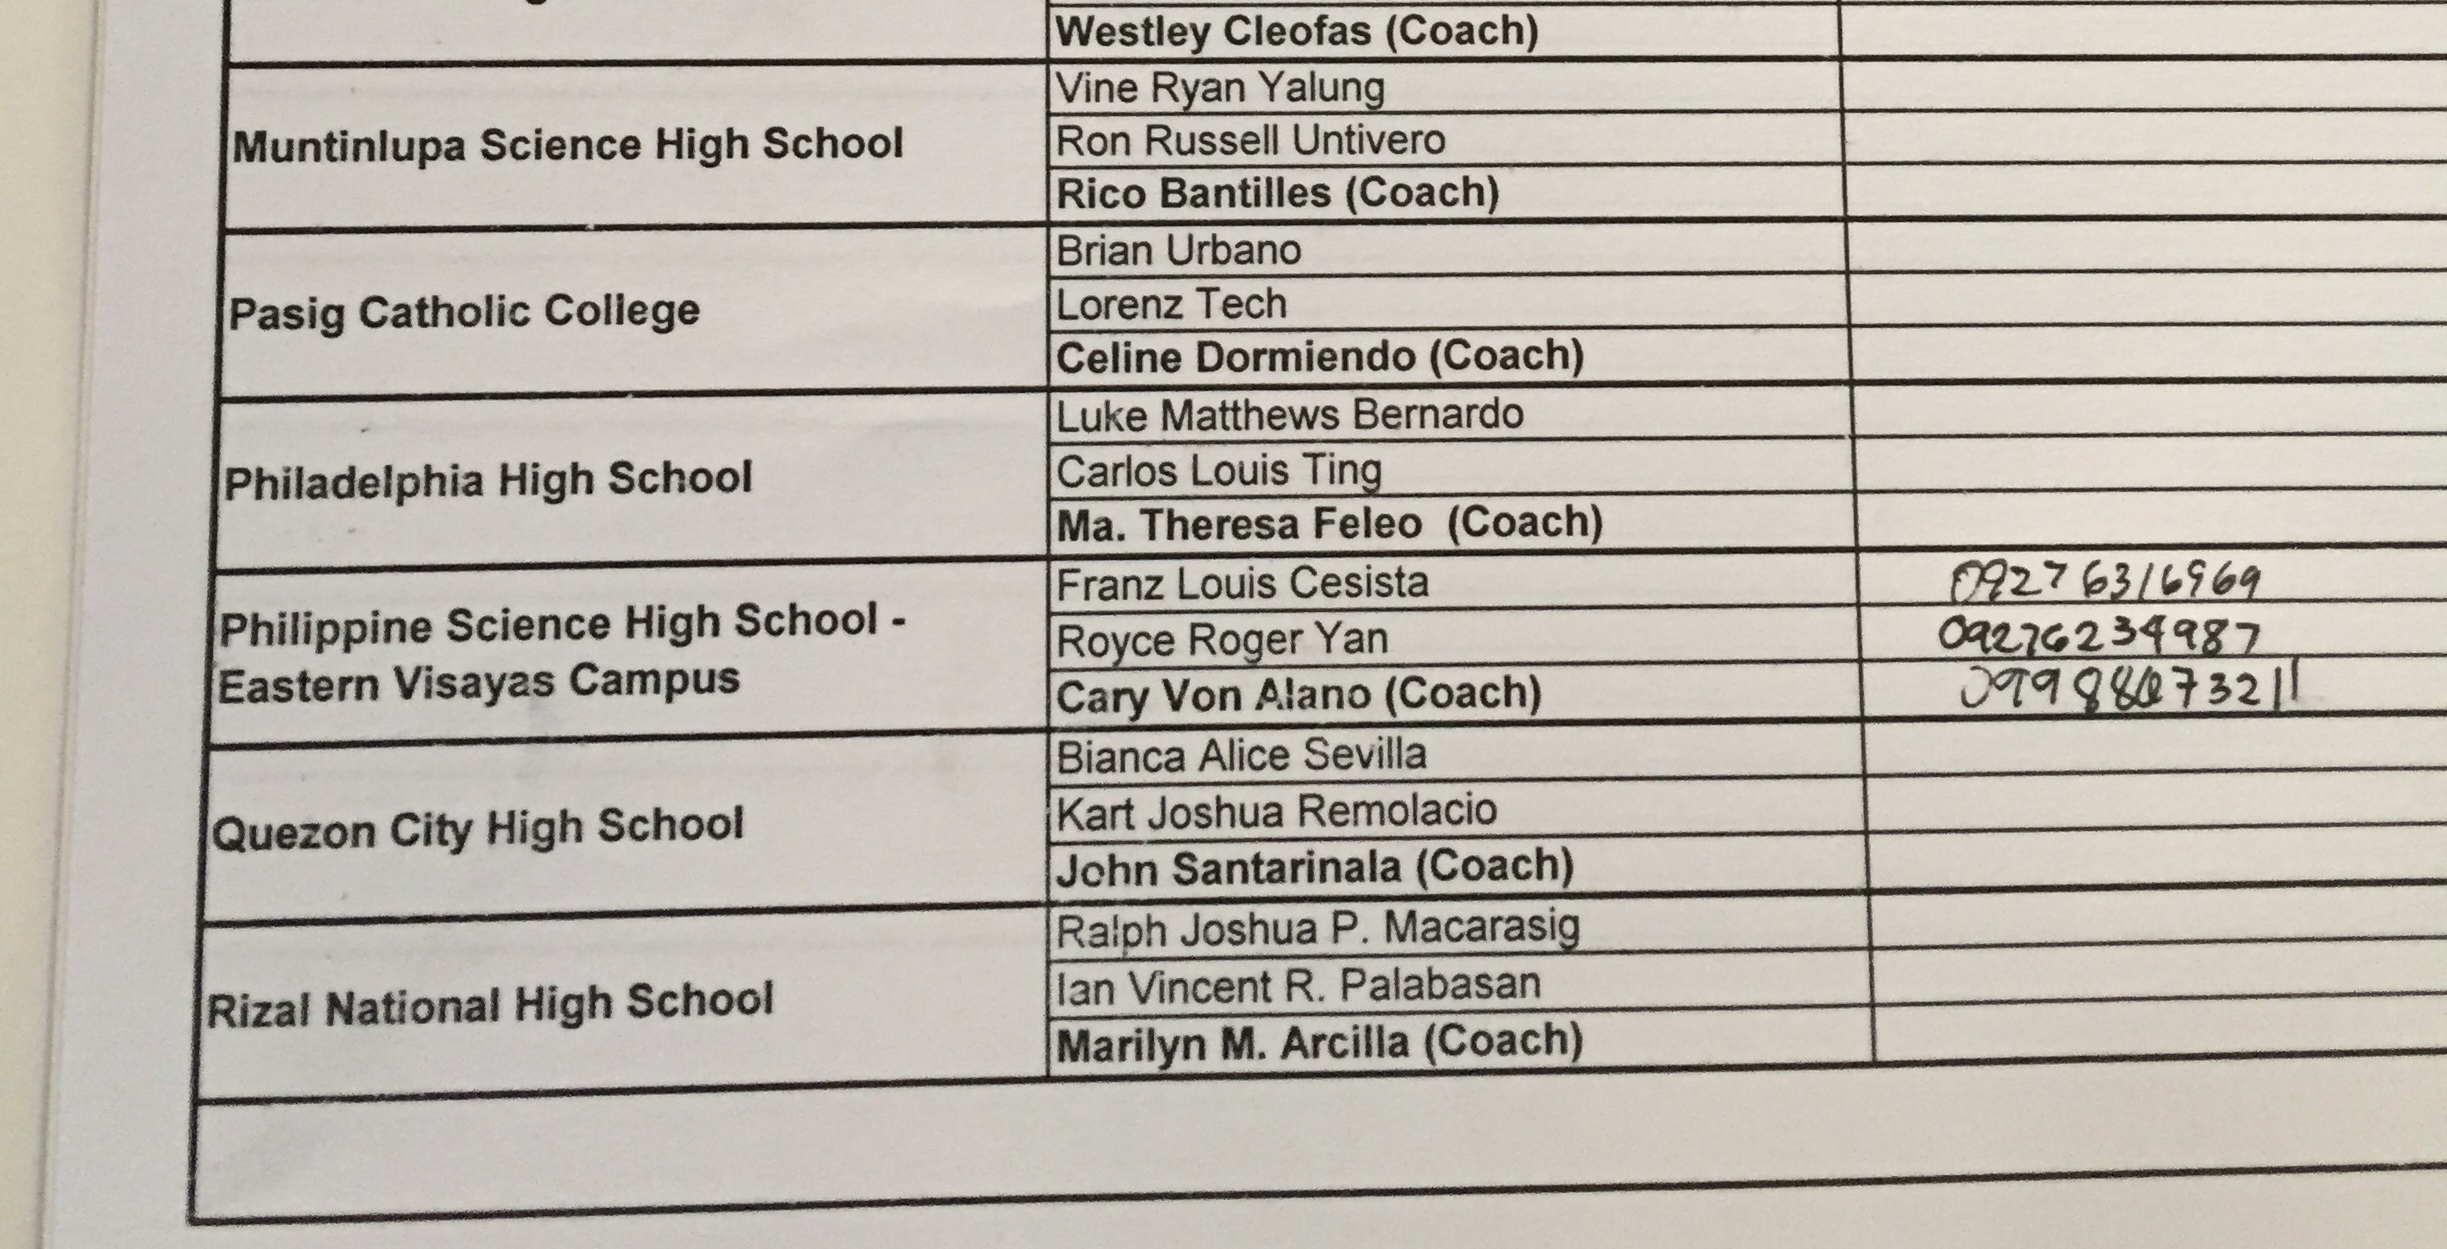 Westley Cleofas (Coach)
Muntinlupa Science High School
Vine Ryan Yalung
Ron Russell Untivero
Rico Bantilles (Coach)
Pasig Catholic College
Brian Urbano
Lorenz Tech
Celine Dormiendo (Coach)
Philadelphia High School
Luke Matthews Bernardo
Carlos Louis Ting
Ma. Theresa Feleo (Coach)
Philippine Science High School -
Eastern Visayas Campus
Franz Louis Cesista 09276316969
Royce Roger Yan 09276234987
Cary Von Alano (Coach)
Quezon City High School
Bianca Alice Sevilla
Kart Joshua Remolacio
John Santarinala (Coach)
Rizal National High School
Ralph Joshua P. Macarasig
Ian Vincent R. Palabasan
Marilyn M. Arcilla (Coach)